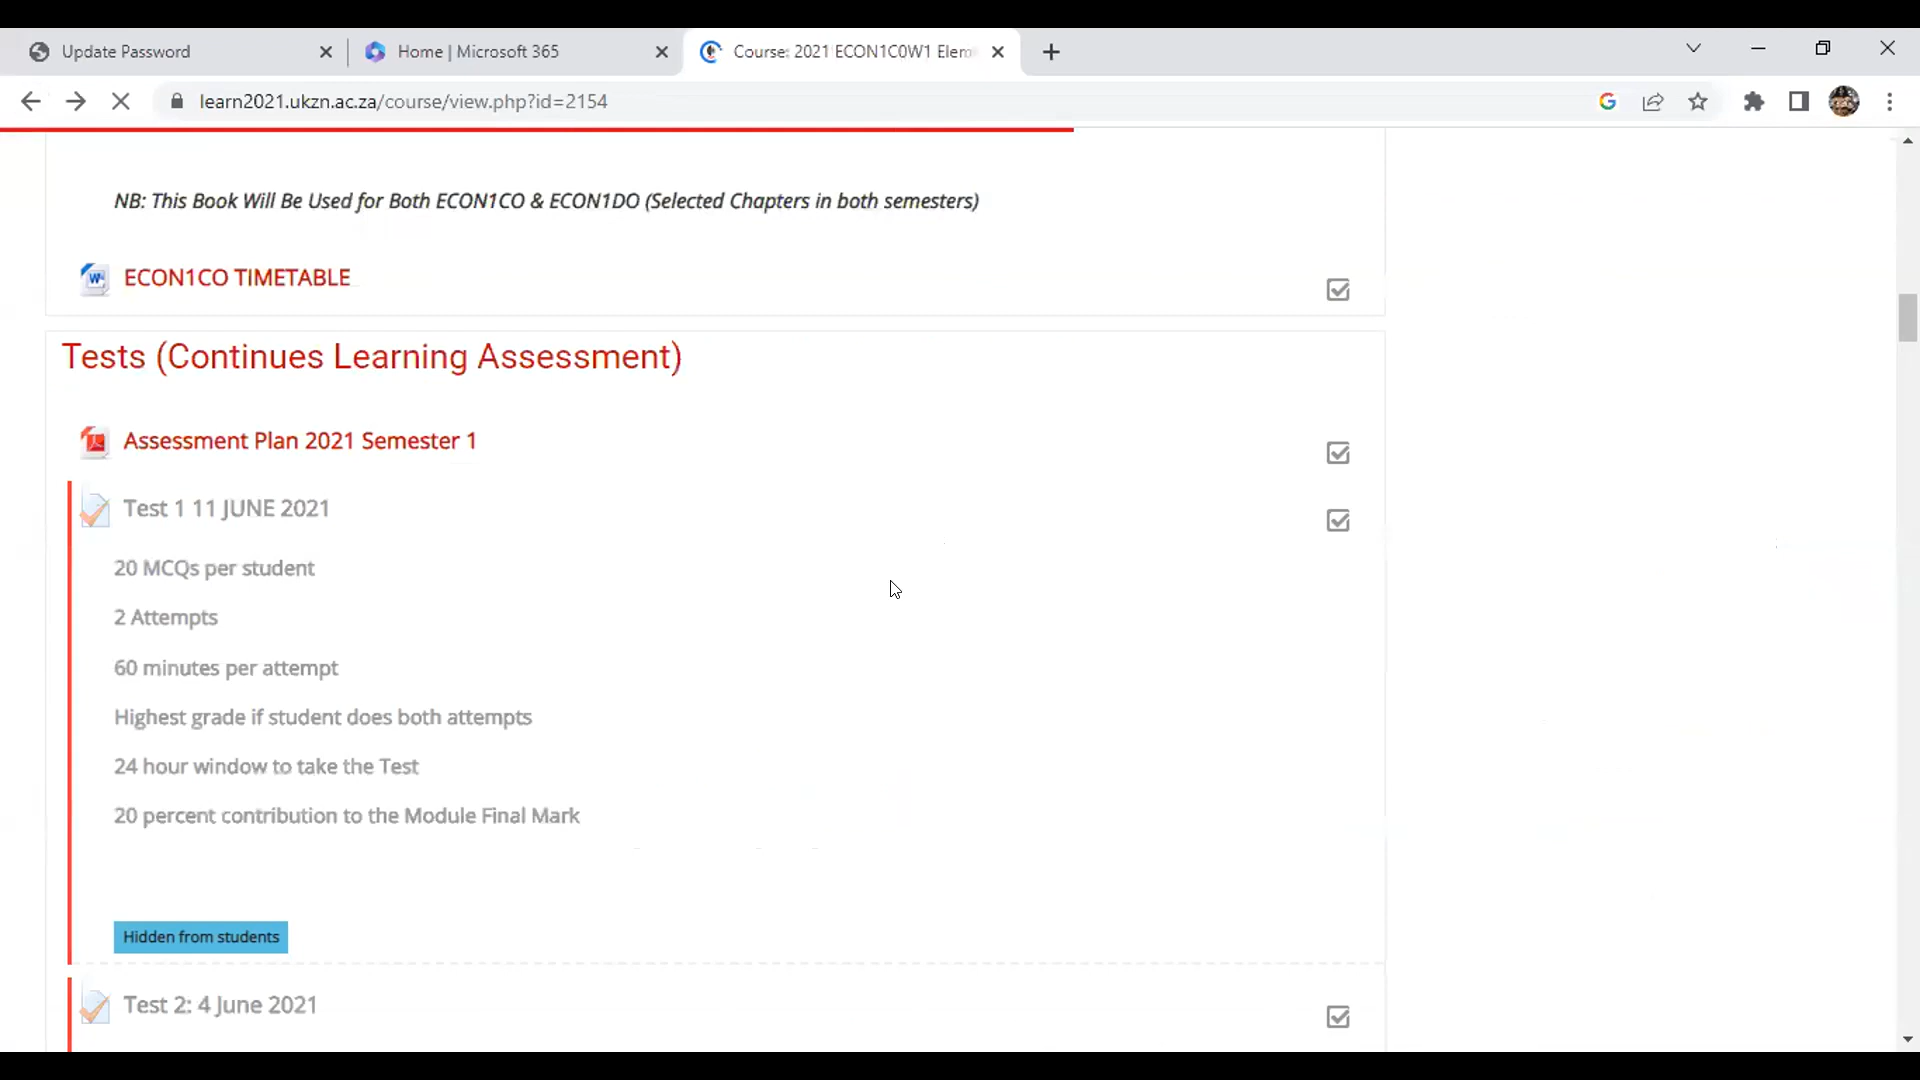 Update Password
Home | Microsoft 365
Course: 2021 ECON1C0W1 Elem
learn2021.ukzn.ac.za/course/view.php?id=2154
NB: This Book Will Be Used for Both ECON1CO & ECON1DO (Selected Chapters in both semesters)
ECON1CO TIMETABLE
Tests (Continues Learning Assessment)
Assessment Plan 2021 Semester 1
Test 1 11 JUNE 2021
20 MCQs per student
2 Attempts
60 minutes per attempt
Highest grade if student does both attempts
24 hour window to take the Test
20 percent contribution to the Module Final Mark
Hidden from students
Test 2: 4 June 2021